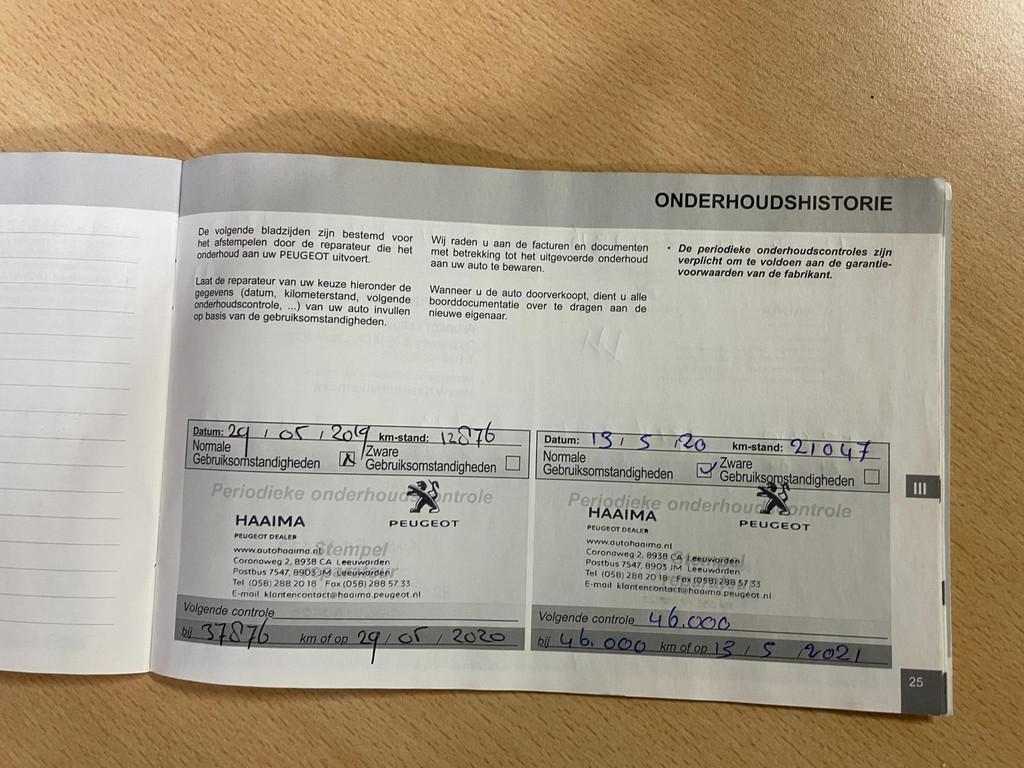 ONDERHOUDSHISTORIE
De volgende bladzijden zijn bestemd voor
het afstempelen door de reparateur die het
onderhoud aan uw PEUGEOT uitvoert.
Laat de reparateur van uw keuze hieronder de
gegevens (datum, kilometerstand, volgende
onderhoudscontrole, ...) van uw auto invullen
op basis van de gebruiksomstandigheden.
Wij raden u aan de facturen en documenten
met betrekking tot het uitgevoerde onderhoud
aan uw auto te bewaren.
Wanneer u de auto doorverkoopt, dient u alle
boorddocumentatie over te dragen aan de
nieuwe eigenaar.
• De periodieke onderhoudscontroles zijn
verplicht om te voldoen aan de garantie-
voorwaarden van de fabrikant.
Datum: 29 / 05 / 2019 km-stand: 12876
Normale
Gebruiksomstandigheden
Zware
Gebruiksomstandigheden
Periodieke onderhoudscontrole
HAAIMA
PEUGEOT DEALER
PEUGEOT
www.autohaaima.nl
Stempel
Coronaweg 2, 8938 CA Leeuwarden
Postbus 7547, 8903 JM Leeuwarden
Tel (058) 288 20 18 Fax (058) 288 57 33
E-mail klantencontact@haaima.peugeot.nl
Volgende controle
bij 37876 km of op 29 / 05 / 2020
Datum: 13 / 5 / 20 km-stand: 21047
Normale
Gebruiksomstandigheden
Zware
Gebruiksomstandigheden
Periodieke onderhoudscontrole
HAAIMA
PEUGEOT DEALER
PEUGEOT
www.autohaaima.nl
Stempel
Coronaweg 2, 8938 CA Leeuwarden
Postbus 7547, 8903 JM Leeuwarden
Tel (058) 288 20 18 Fax (058) 288 57 33
E-mail klantencontact@haaima.peugeot.nl
Volgende controle 46.000
bij 46.000 km of op 13 / 5 / 2021
III
25